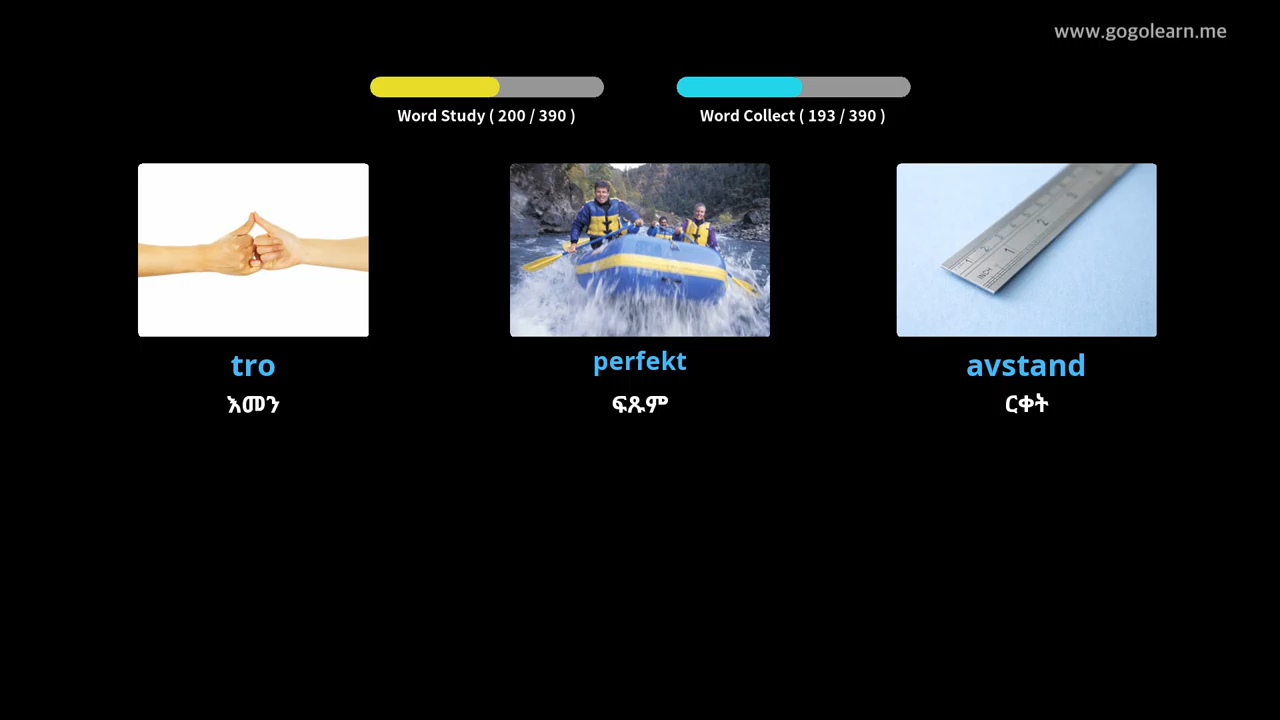 www.gogolearn.me
Word Study ( 200 / 390 )
Word Collect ( 193 / 390 )
tro
perfekt
avstand
እመን
ፍጹም
ርቀት